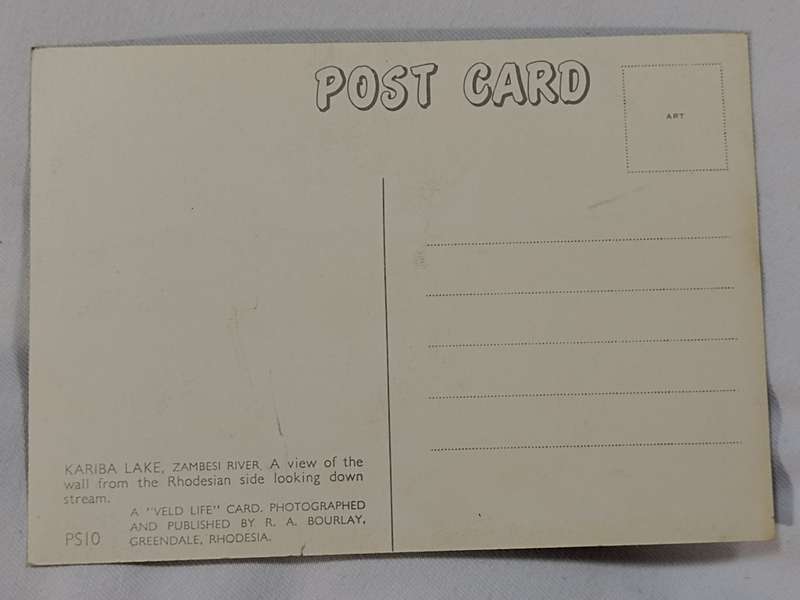 POST CARD
ART
KARIBA LAKE, ZAMBESI RIVER. A view of the
wall from the Rhodesian side looking down
stream.
A "VELD LIFE" CARD. PHOTOGRAPHED
AND PUBLISHED BY R. A. BOURLAY,
GREENDALE, RHODESIA.
PS10